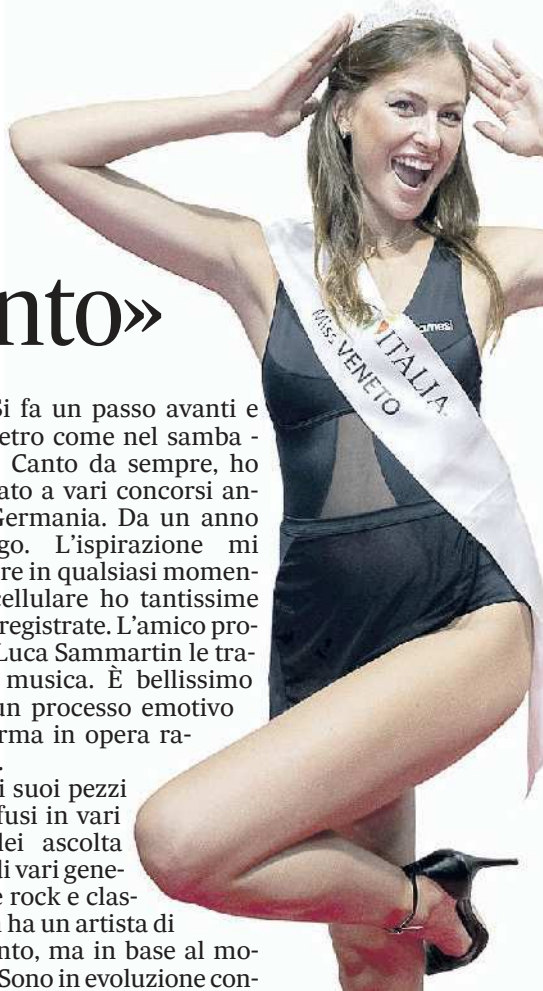 nto»
Si fa un passo avanti e
etro come nel samba -
Canto da sempre, ho
ato a vari concorsi an-
Germania. Da un anno
go. L'ispirazione mi
re in qualsiasi momen-
cellulare ho tantissime
registrate. L'amico pro-
Luca Sammartin le tra-
musica. È bellissimo
un processo emotivo
rma in opera ra-
i suoi pezzi
fusi in vari
lei ascolta
li vari gene-
e rock e clas-
ha un artista di
nto, ma in base al mo-
Sono in evoluzione con-
ITALIA
Miss VENETO